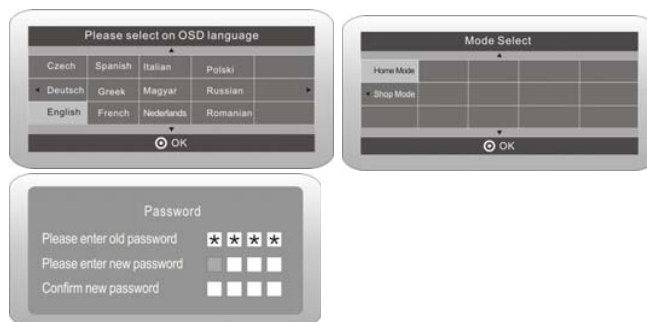 Please select on OSD language
Czech Spanish Italian Polski
Deutsch Greek Magyar Russian
English French Nederlands Romanian
OK
Mode Select
Home Mode
Shop Mode
OK
Password
Please enter old password * * * *
Please enter new password
Confirm new password